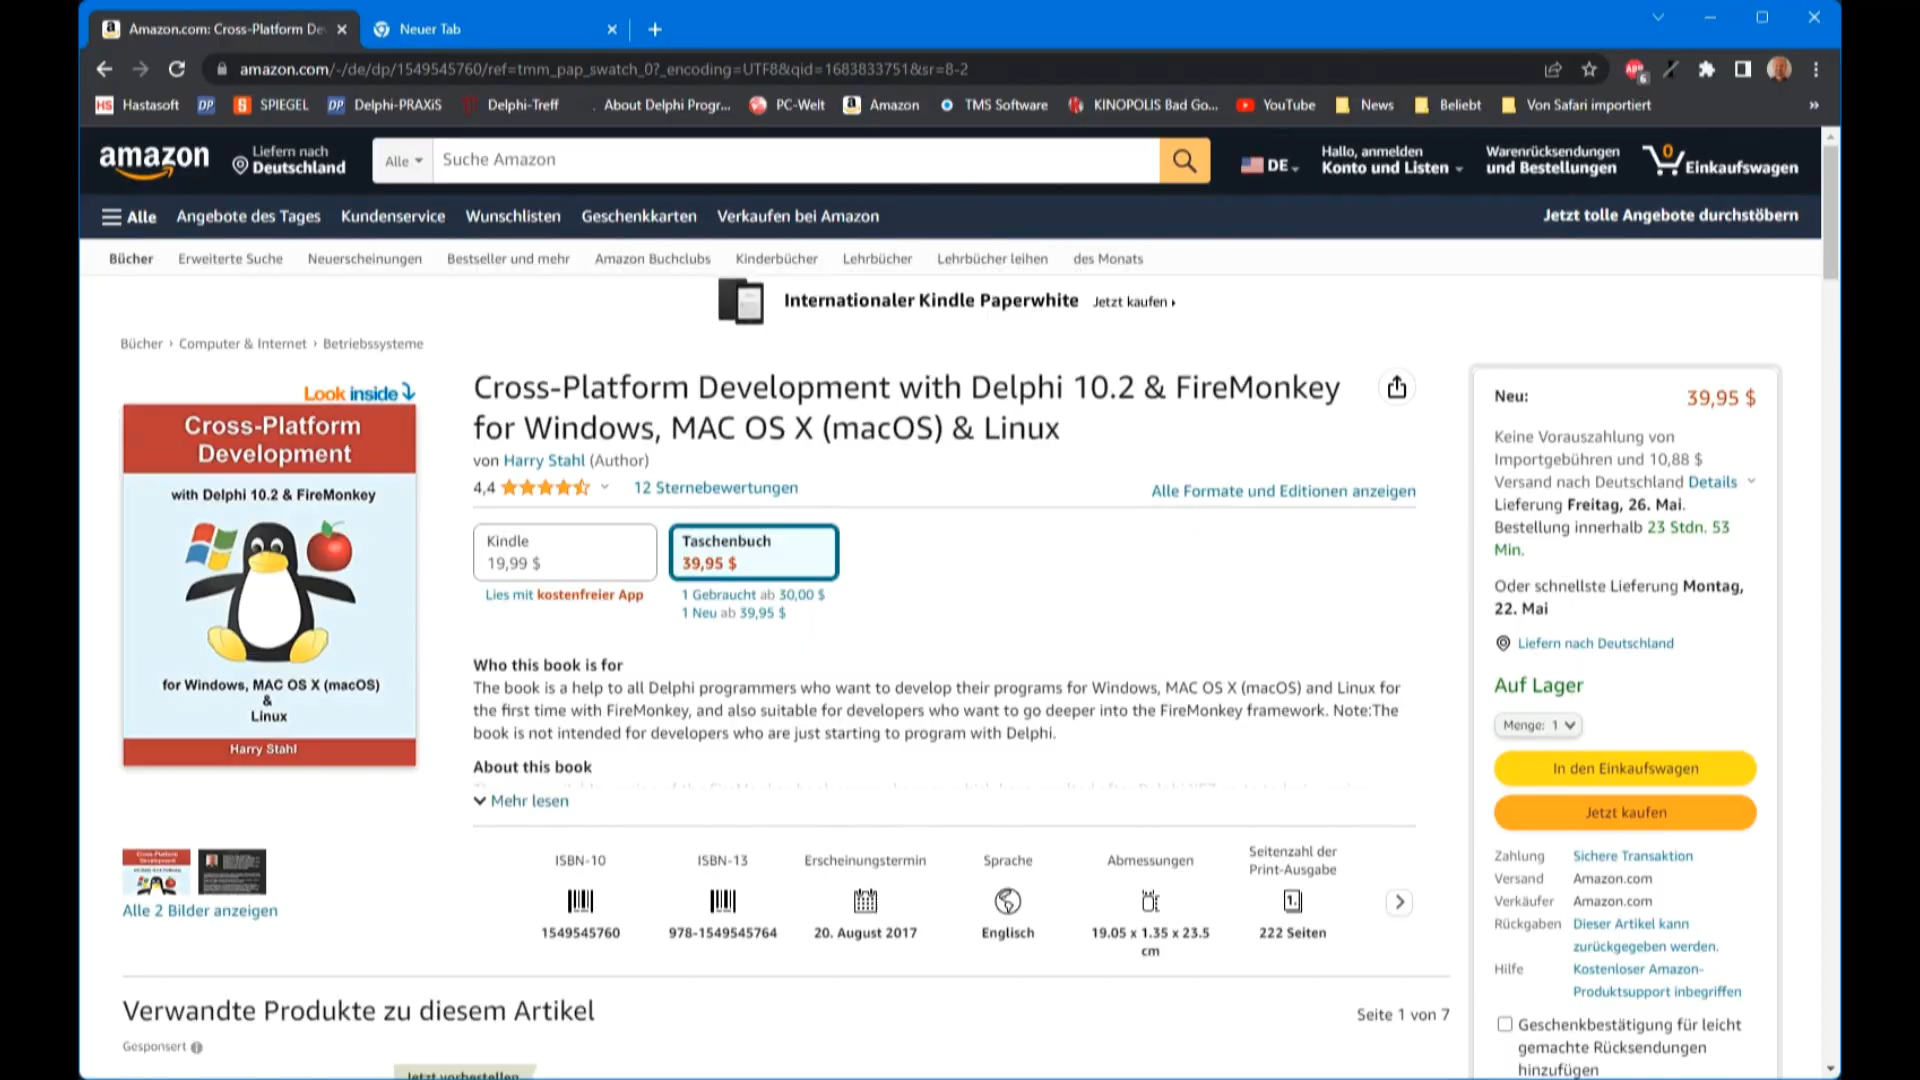 Amazon.com: Cross-Platform De
Neuer Tab
amazon.com/-/de/dp/1549545760/ref=tmm_pap_swatch_0?_encoding=UTF8&qid=1683833751&sr=8-2
ABP
6
HS Hastasoft
DP
S SPIEGEL
DP Delphi-PRAXiS
Delphi-Treff
About Delphi Progr...
PC-Welt
Amazon
TMS Software
KINOPOLIS Bad Go...
YouTube
News
Beliebt
Von Safari importiert
»
amazon
Liefern nach
Deutschland
Alle
Suche Amazon
DE
Hallo, anmelden
Konto und Listen
Warenrücksendungen
und Bestellungen
0
Einkaufswagen
Alle
Angebote des Tages
Kundenservice
Wunschlisten
Geschenkkarten
Verkaufen bei Amazon
Jetzt tolle Angebote durchstöbern
Bücher
Erweiterte Suche
Neuerscheinungen
Bestseller und mehr
Amazon Buchclubs
Kinderbücher
Lehrbücher
Lehrbücher leihen
des Monats
Internationaler Kindle Paperwhite Jetzt kaufen ▸
Bücher › Computer & Internet › Betriebssysteme
Look inside
Cross-Platform
Development
with Delphi 10.2 & FireMonkey
for Windows, MAC OS X (macOS)
&
Linux
Harry Stahl
Alle 2 Bilder anzeigen
Cross-Platform Development with Delphi 10.2 & FireMonkey
for Windows, MAC OS X (macOS) & Linux
von Harry Stahl (Author)
4,4
12 Sternebewertungen
Alle Formate und Editionen anzeigen
Kindle
19,99 $
Lies mit kostenfreier App
Taschenbuch
39,95 $
1 Gebraucht ab 30,00 $
1 Neu ab 39,95 $
Who this book is for
The book is a help to all Delphi programmers who want to develop their programs for Windows, MAC OS X (macOS) and Linux for
the first time with FireMonkey, and also suitable for developers who want to go deeper into the FireMonkey framework. Note:The
book is not intended for developers who are just starting to program with Delphi.
About this book
Mehr lesen
ISBN-10
1549545760
ISBN-13
978-1549545764
Erscheinungstermin
20. August 2017
Sprache
Englisch
Abmessungen
19.05 x 1.35 x 23.5
cm
Seitenzahl der
Print-Ausgabe
222 Seiten
Neu:
39,95 $
Keine Vorauszahlung von
Importgebühren und 10,88 $
Versand nach Deutschland Details
Lieferung Freitag, 26. Mai.
Bestellung innerhalb 23 Stdn. 53
Min.
Oder schnellste Lieferung Montag,
22. Mai
Liefern nach Deutschland
Auf Lager
Menge: 1
In den Einkaufswagen
Jetzt kaufen
Zahlung Sichere Transaktion
Versand Amazon.com
Verkäufer Amazon.com
Rückgaben Dieser Artikel kann
zurückgegeben werden.
Hilfe Kostenloser Amazon-
Produktsupport inbegriffen
Geschenkbestätigung für leicht
gemachte Rücksendungen
hinzufügen
Verwandte Produkte zu diesem Artikel
Seite 1 von 7
Gesponsert
Jetzt vorbestellen